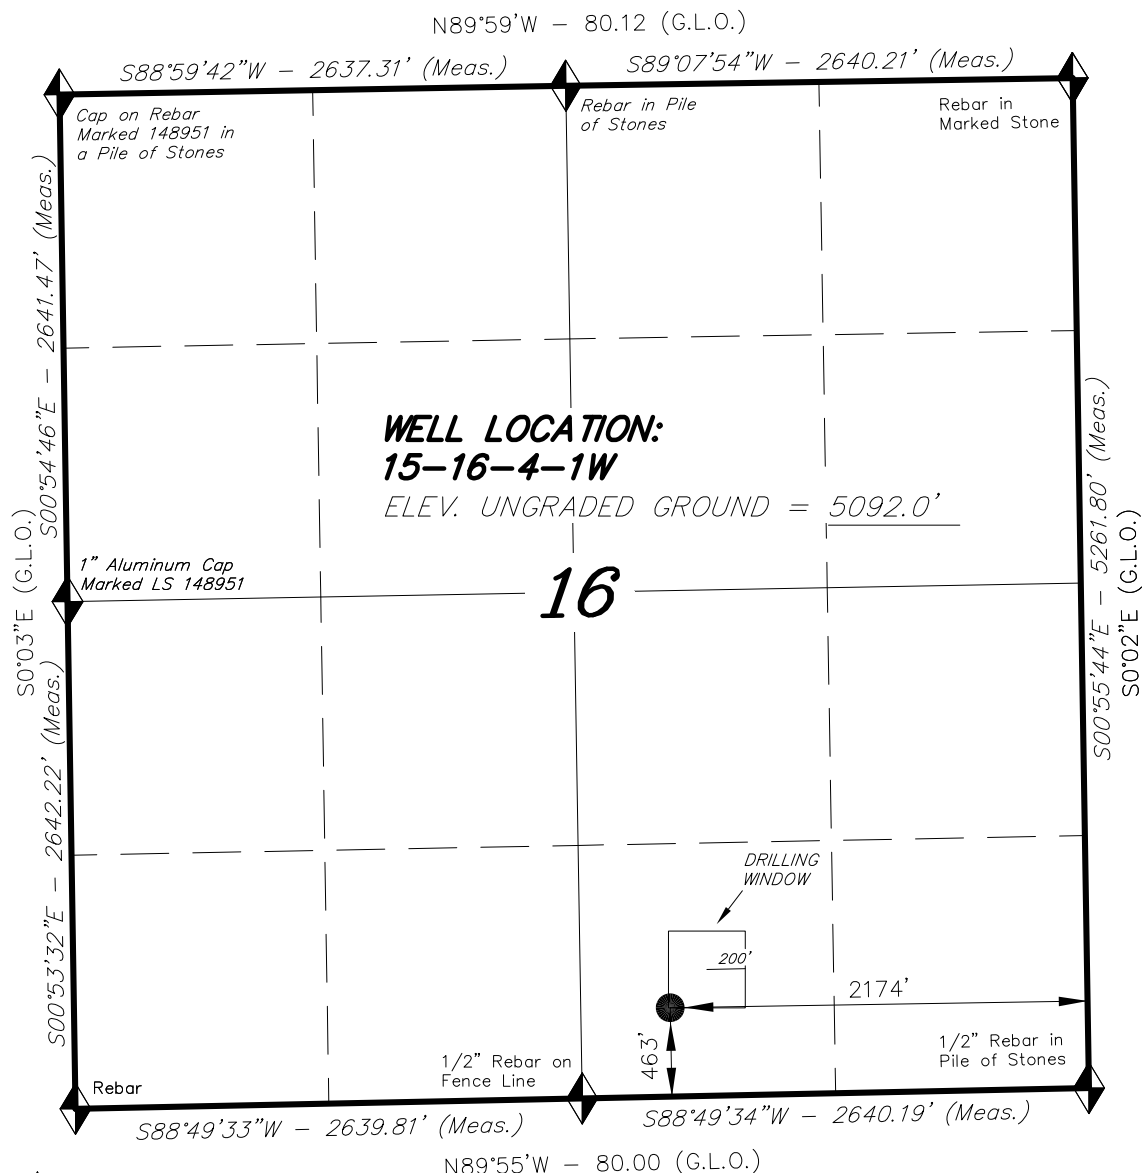 N89°59'W - 80.12 (G.L.O.)
S88°59'42"W - 2637.31' (Meas.)
S89°07'54"W - 2640.21' (Meas.)
Cap on Rebar
Marked 148951 in
a Pile of Stones
Rebar in Pile
of Stones
Rebar in
Marked Stone
S00°54'46"E - 2641.47' (Meas.)
WELL LOCATION:
15-16-4-1W
ELEV. UNGRADED GROUND = 5092.0'
S00°55'44"E - 5261.80' (Meas.)
S0°02"E (G.L.O.)
S0°03"E (G.L.O.)
1" Aluminum Cap
Marked LS 148951
16
S00°53'32"E - 2642.22' (Meas.)
DRILLING
WINDOW
200'
2174'
463'
1/2" Rebar in
Pile of Stones
1/2" Rebar on
Fence Line
Rebar
S88°49'33"W - 2639.81' (Meas.)
S88°49'34"W - 2640.19' (Meas.)
N89°55'W - 80.00 (G.L.O.)